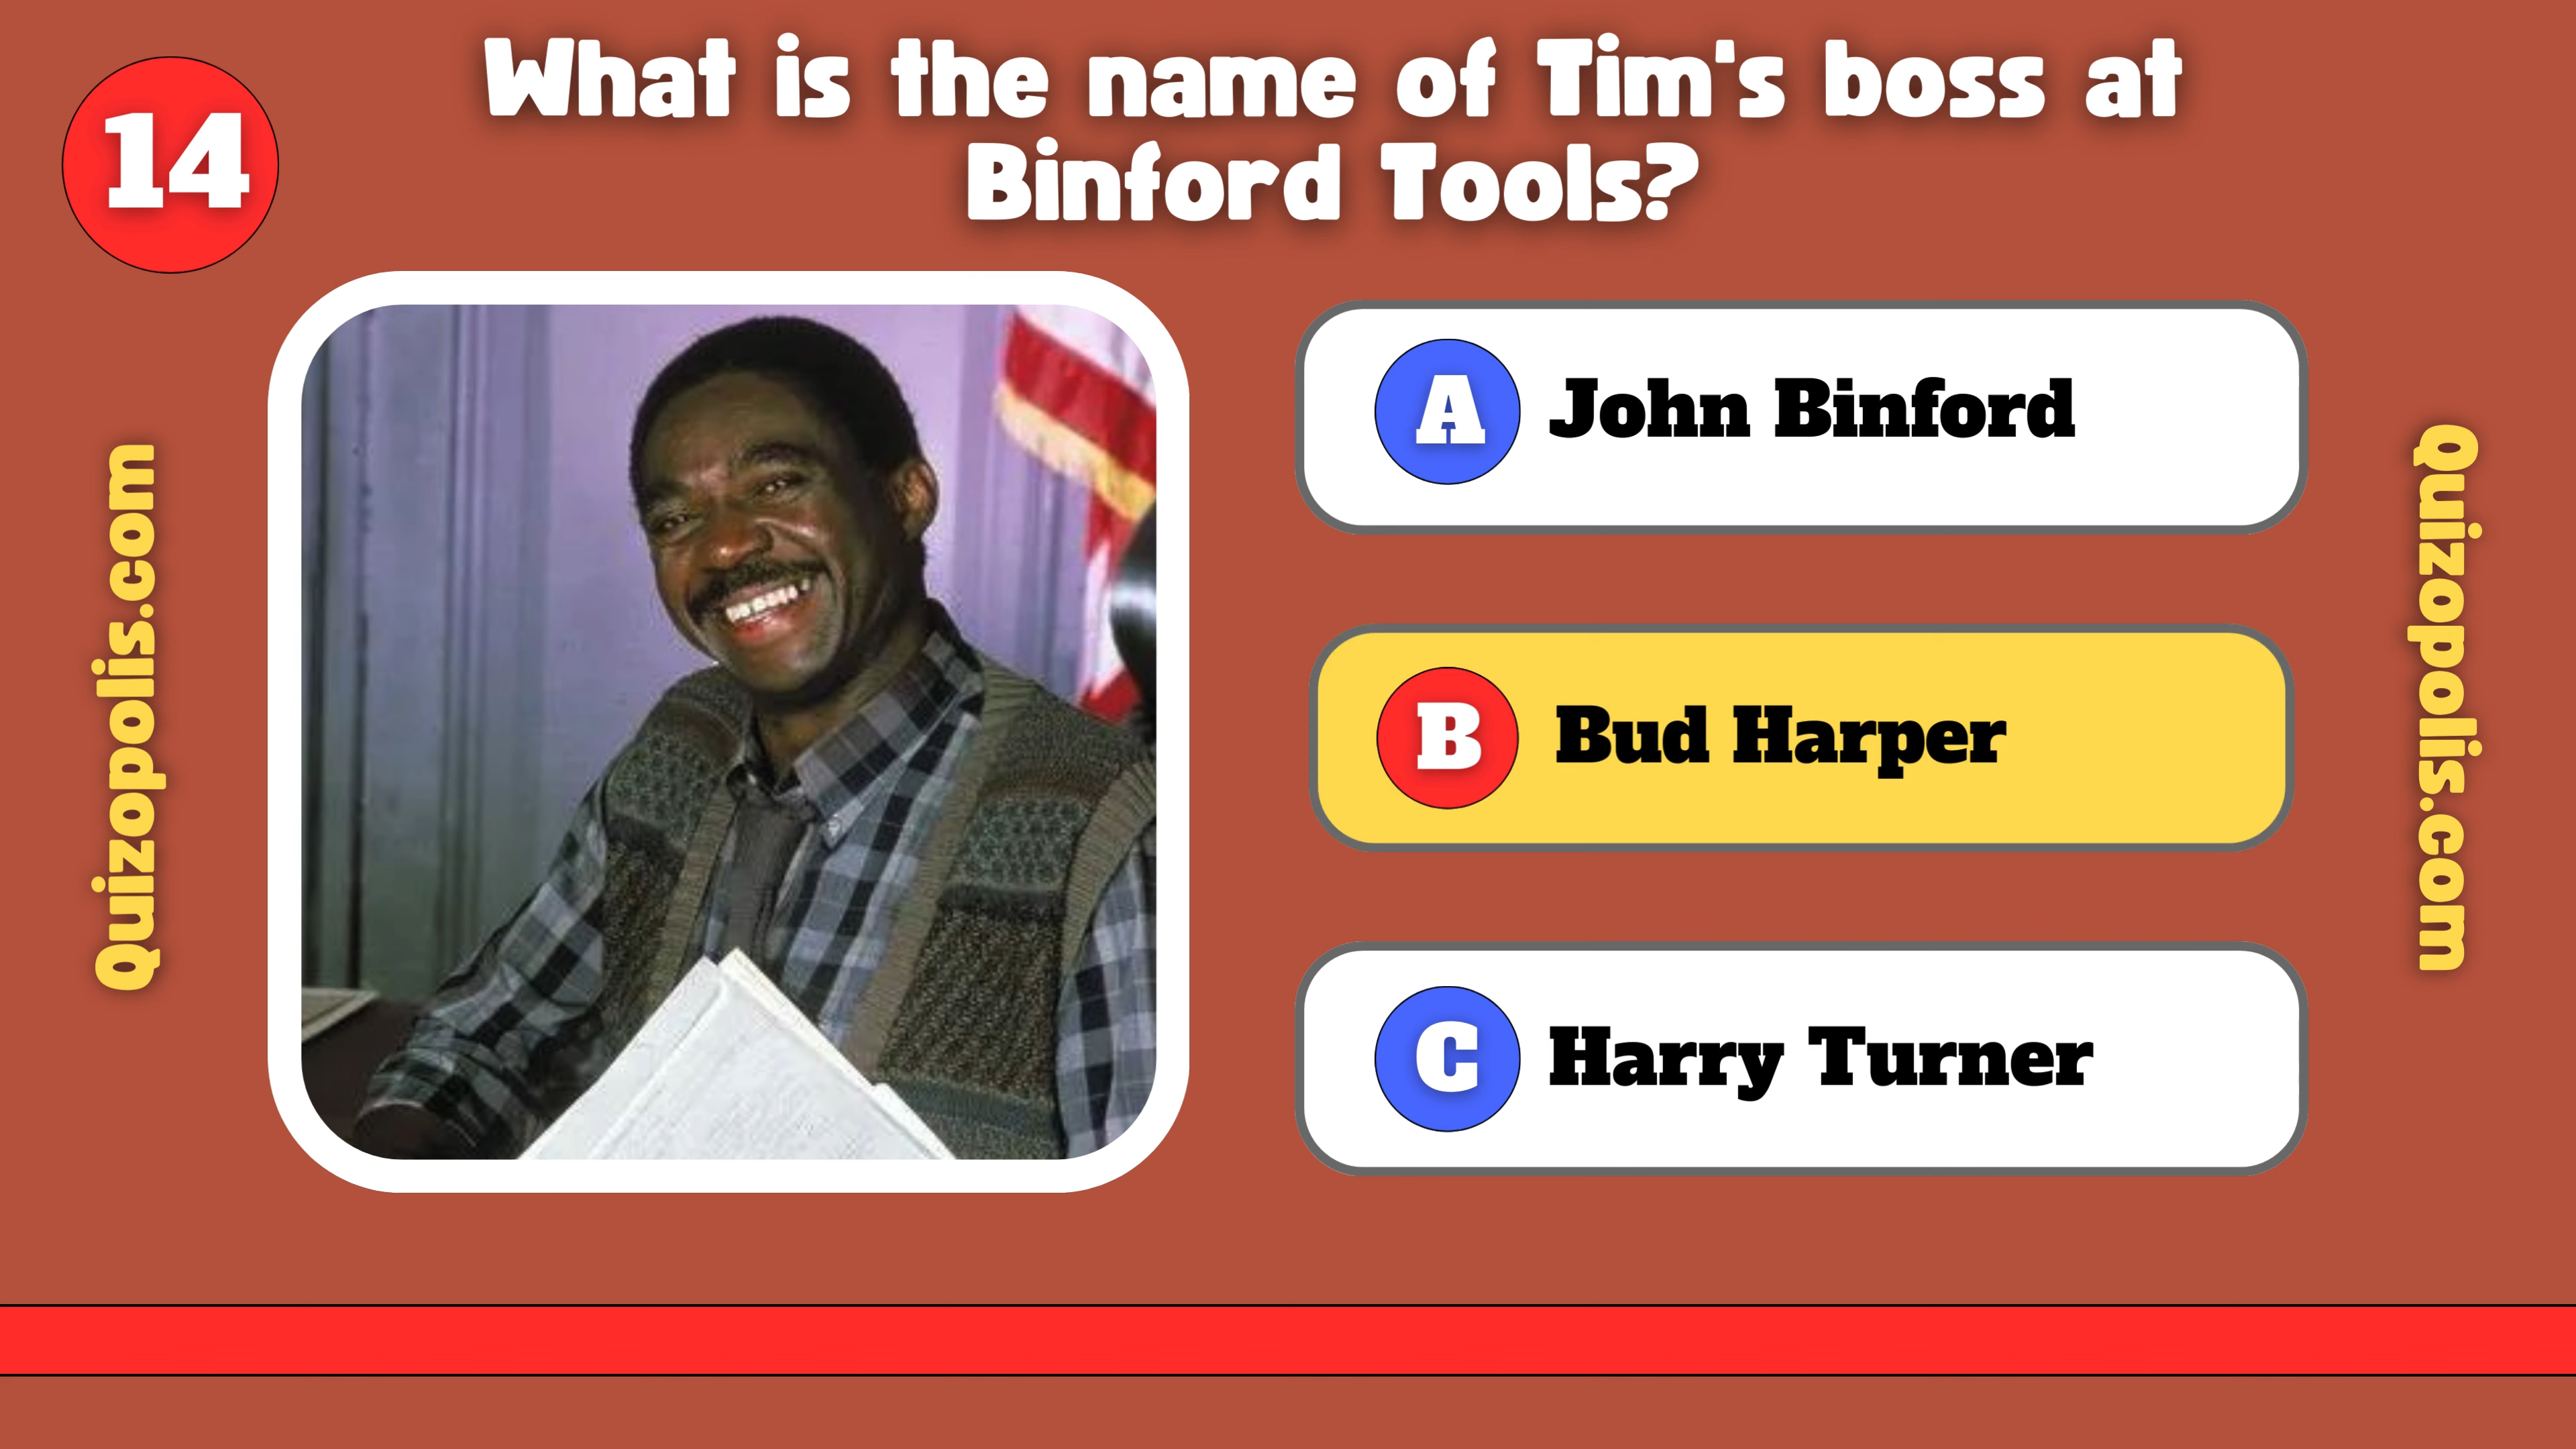 14
What is the name of Tim's boss at
Binford Tools?
Quizopolis.com
A John Binford
B Bud Harper
C Harry Turner
Quizopolis.com